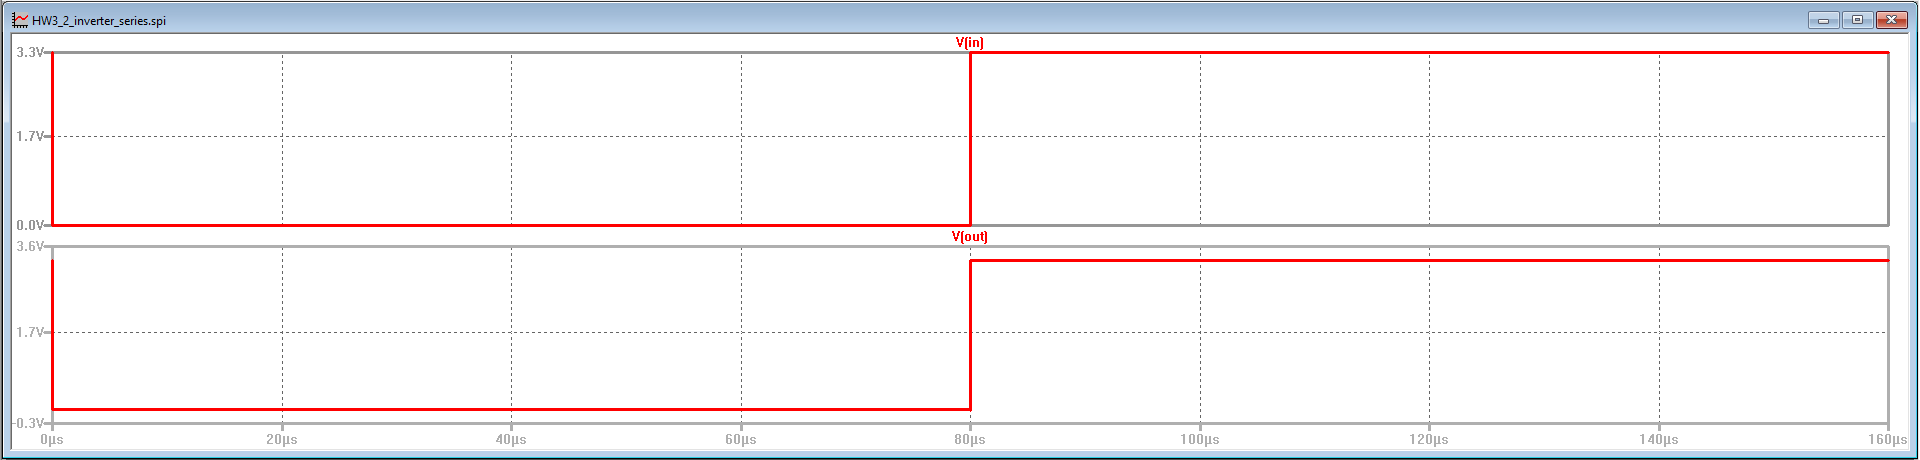 HW3_2_inverter_series.spi
V(in)
3.3V
1.7V
0.0V
V(out)
3.6V
1.7V
-0.3V
0µs 20µs 40µs 60µs 80µs 100µs 120µs 140µs 160µs